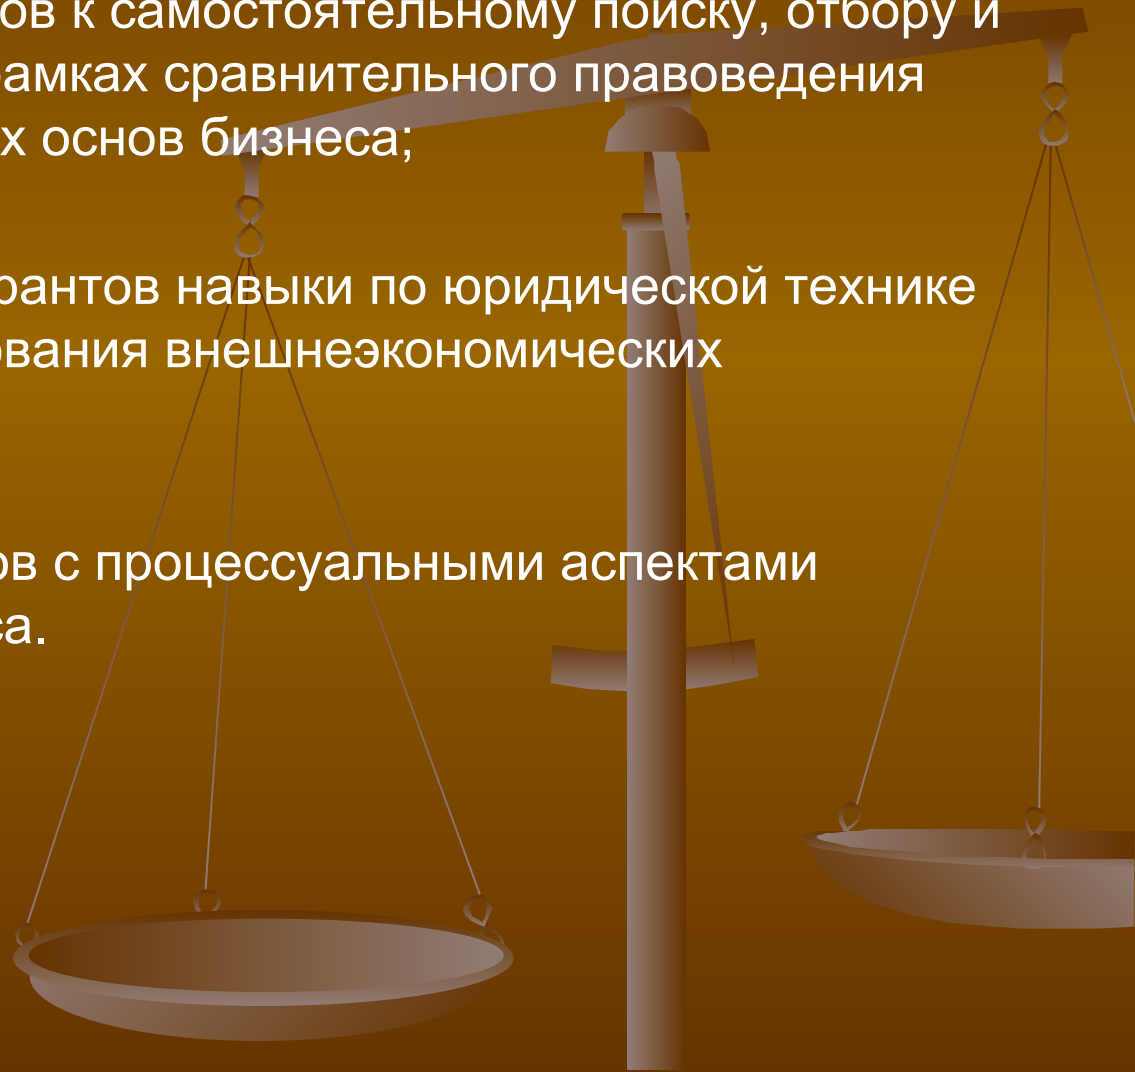 ов к самостоятельному поиску, отбору и
рамках сравнительного правоведения
х основ бизнеса;
рантов навыки по юридической технике
ования внешнеэкономических
ов с процессуальными аспектами
са.